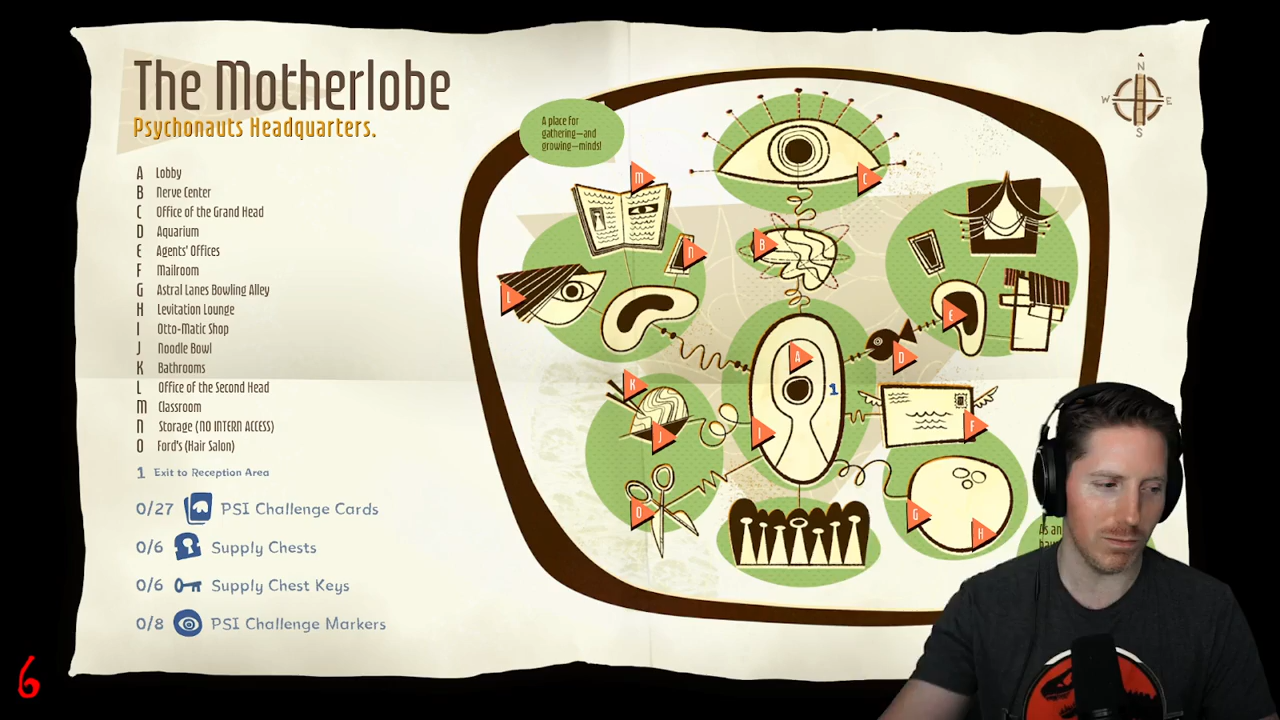 The Motherlobe
Psychonauts Headquarters.
A Lobby
B Nerve Center
C Office of the Grand Head
D Aquarium
E Agents' Offices
F Mailroom
G Astral Lanes Bowling Alley
H Levitation Lounge
I Otto-Matic Shop
J Noodle Bowl
K Bathrooms
L Office of the Second Head
M Classroom
N Storage (NO INTERN ACCESS)
O Ford's (Hair Salon)
1 Exit to Reception Area
0/27 PSI Challenge Cards
0/6 Supply Chests
0/6 Supply Chest Keys
0/8 PSI Challenge Markers
6
A place for
gathering—and
growing—minds!
N
W E
S
M
C
N
B
L
E
A
D
K
1
J
I
F
O
G
H
As an